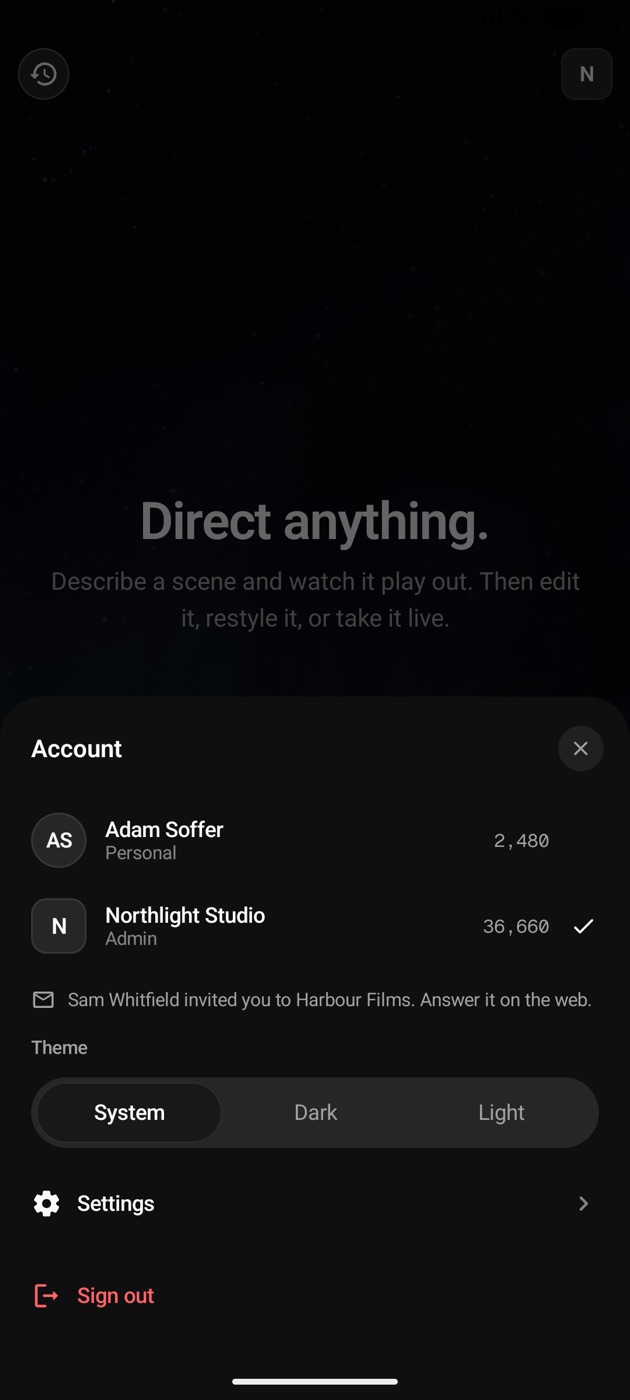 N
Direct anything.
Describe a scene and watch it play out. Then edit
it, restyle it, or take it live.
Account
AS
Adam Soffer
Personal
2,480
N
Northlight Studio
Admin
36,660
Sam Whitfield invited you to Harbour Films. Answer it on the web.
Theme
System
Dark
Light
Settings
Sign out